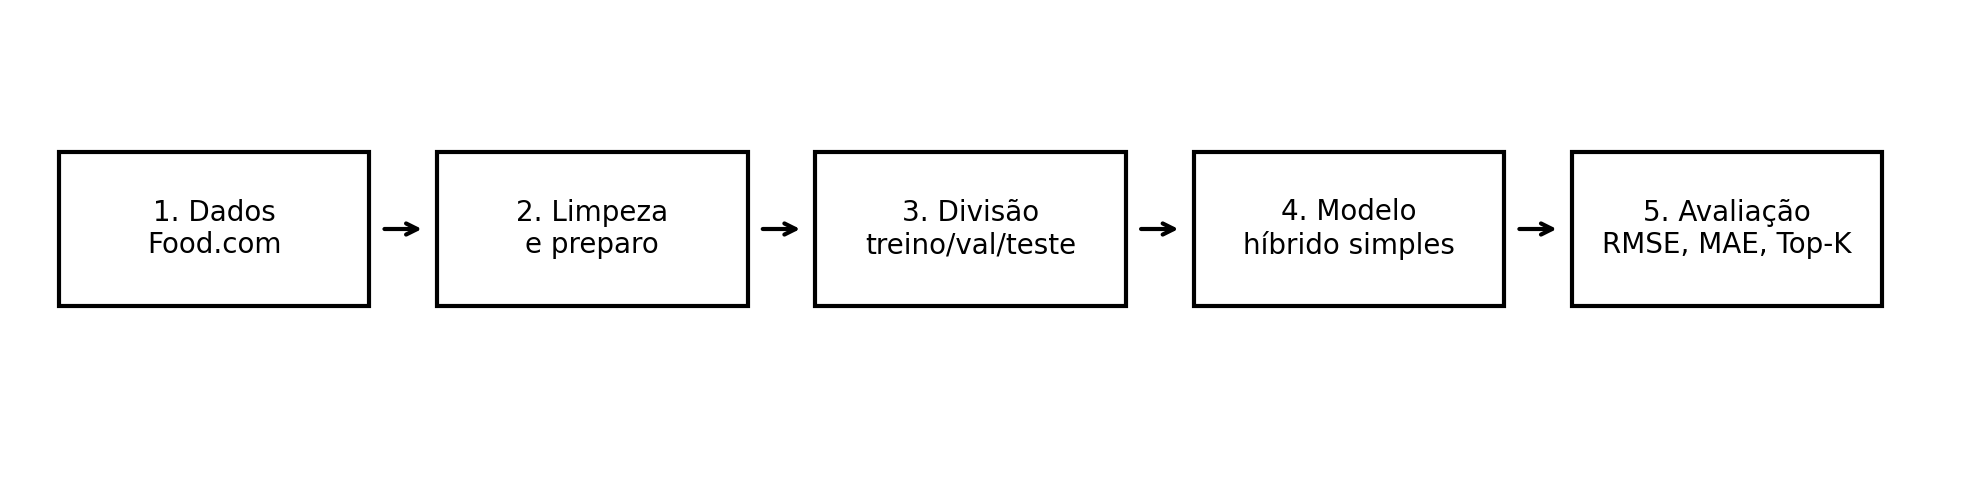 1. Dados
Food.com
2. Limpeza
e preparo
3. Divisão
treino/val/teste
4. Modelo
híbrido simples
5. Avaliação
RMSE, MAE, Top-K